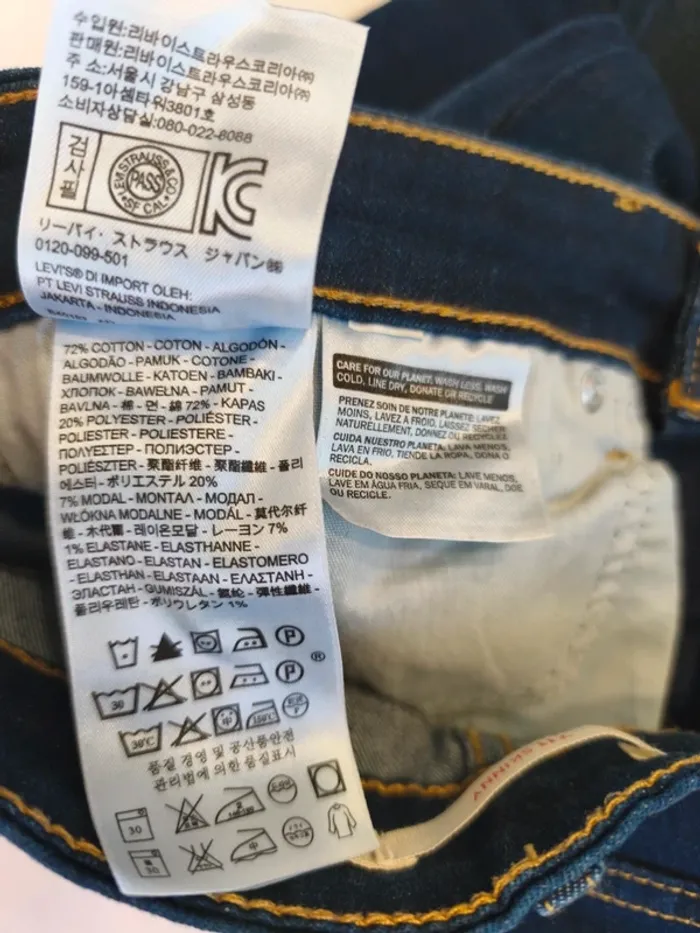 수입원:리바이스트라우스코리아㈜
판매원:리바이스트라우스코리아㈜
주 소:서울시 강남구 삼성동
159-1아셈타워3801호
소비자상담실:080-022-8088
검사필
LEVI STRAUSS & CO
PASS
SF CAL
KC
リーバイ・ストラウス ジャパン㈱
0120-099-501
LEVI'S® DI IMPORT OLEH:
PT LEVI STRAUSS INDONESIA
JAKARTA - INDONESIA
72% COTTON - COTON - ALGODÓN -
ALGODÃO - PAMUK - COTONE -
BAUMWOLLE - KATOEN - BAMBAKI -
ХЛОПОК - BAWEŁNA - PAMUT -
BAVLNA - 棉 - 면 - 綿 72% - KAPAS
20% POLYESTER - POLIÉSTER -
POLIESTER - POLIESTERE -
ПОЛУЕΣТЕР - ПОЛИЭСТЕР -
POLIÉSZTER - 聚酯纤维 - 聚酯纖維 - 폴리
에스터 - ポリエステル 20%
7% MODAL - MONTAΛ - МОДАЛ -
WŁÓKNA MODALNE - MODÁL - 莫代尔纤
维 - 木代爾 - 레이온모달 - レーヨン 7%
1% ELASTANE - ELASTHANNE -
ELASTANO - ELASTAN - ELASTOMERO
- ELASTHAN - ELASTAAN - ΕΛΑΣΤΑΝΗ -
ЭЛАСТАН - GUMISZÁL - 氨纶 - 彈性纖維 -
폴리우레탄 - ポリウレタン 1%
P
30 P ®
30℃ 中
품질 경영 및 공산품안전
관리법에 의한 품질표시
30
30
CARE FOR OUR PLANET: WASH LESS, WASH
COLD, LINE DRY, DONATE OR RECYCLE
PRENEZ SOIN DE NOTRE PLANETE: LAVEZ
MOINS, LAVEZ À FROID, LAISSEZ SÉCHER
NATURELLEMENT, DONNEZ OU RECYCLEZ
CUIDA NUESTRO PLANETA: LAVA MENOS,
LAVA EN FRIO, TIENDE LA ROPA, DONA O
RECICLA.
CUIDE DO NOSSO PLANETA: LAVE MENOS,
LAVE EM ÁGUA FRIA, SEQUE EM VARAL, DOE
OU RECICLE.
SKINNY